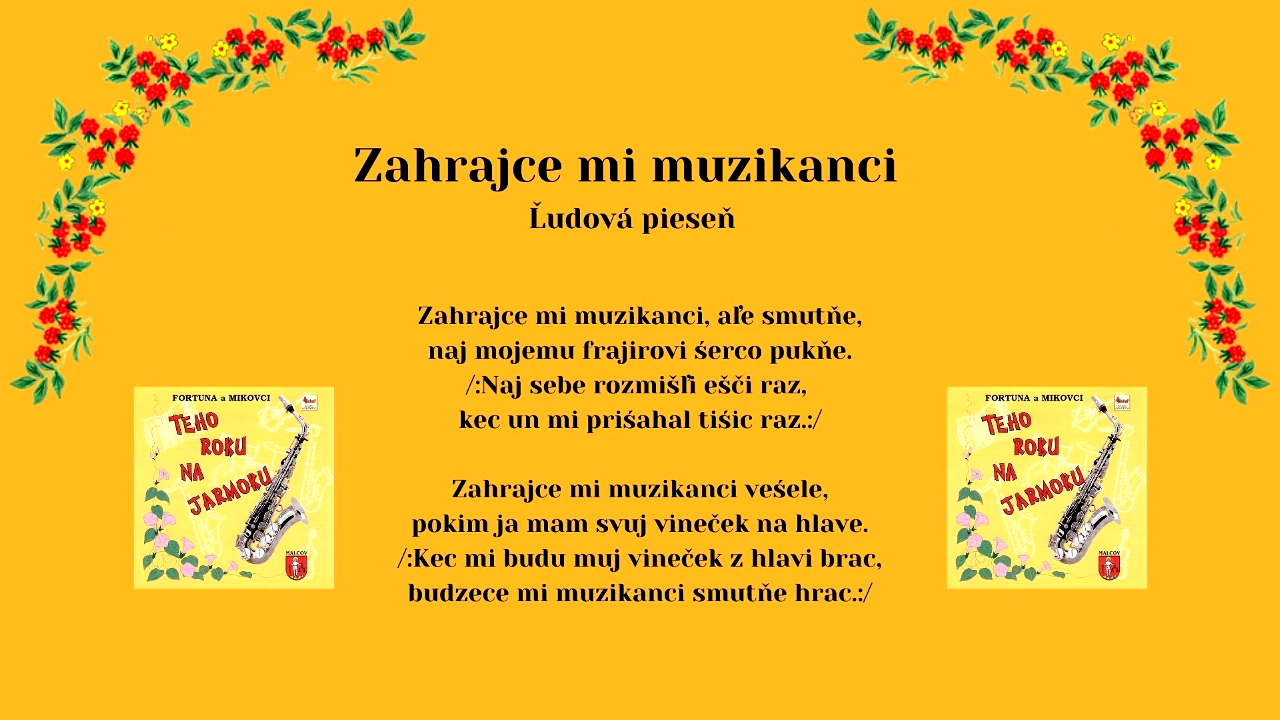 Zahrajce mi muzikanci
Ľudová pieseň
Zahrajce mi muzikanci, aľe smutňe,
naj mojemu frajirovi śerco pukňe.
/:Naj sebe rozmišľi ešči raz,
kec un mi priśahal tiśic raz.:/
Zahrajce mi muzikanci veśele,
pokim ja mam svuj vineček na hlave.
/:Kec mi budu muj vineček z hlavi brac,
budzece mi muzikanci smutňe hrac.:/
FORTUNA a MIKOVCI
TEHO
ROKU
NA
JARMOKU
MALCOV
FORTUNA a MIKOVCI
TEHO
ROKU
NA
JARMOKU
MALCOV